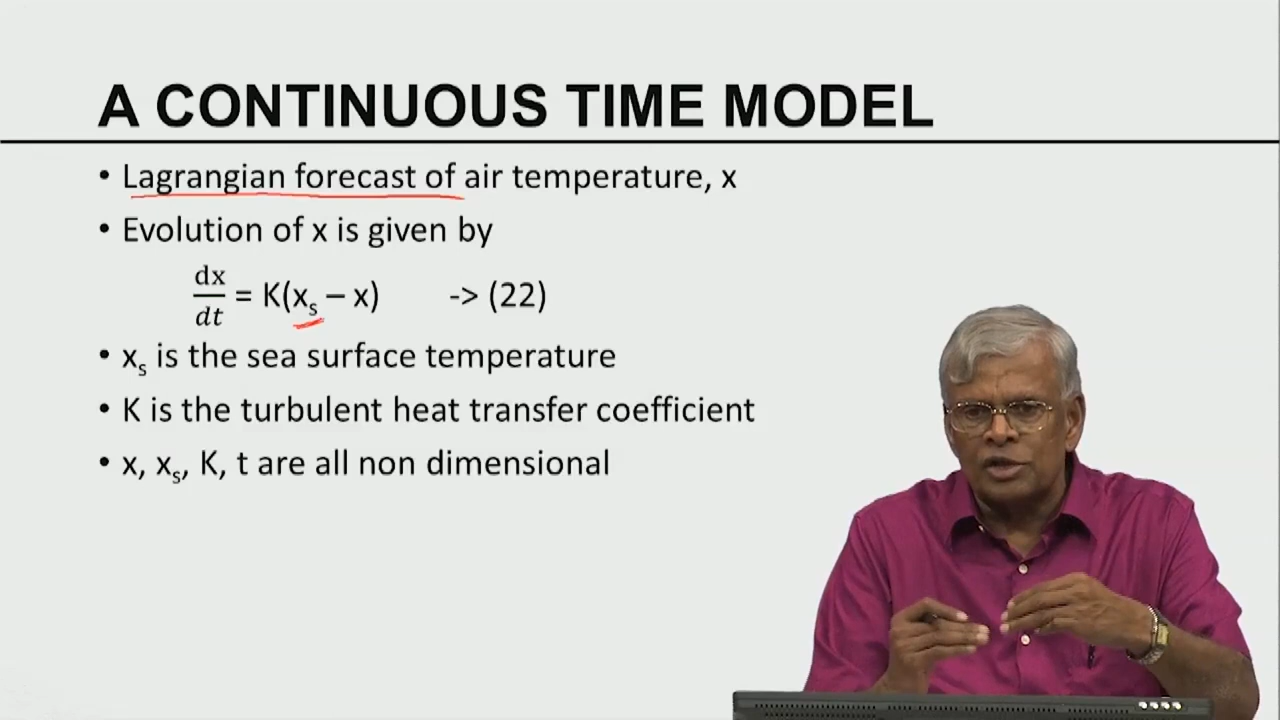 A CONTINUOUS TIME MODEL
• Lagrangian forecast of air temperature, x
• Evolution of x is given by
dx/dt = K(xₛ – x) -> (22)
• xₛ is the sea surface temperature
• K is the turbulent heat transfer coefficient
• x, xₛ, K, t are all non dimensional